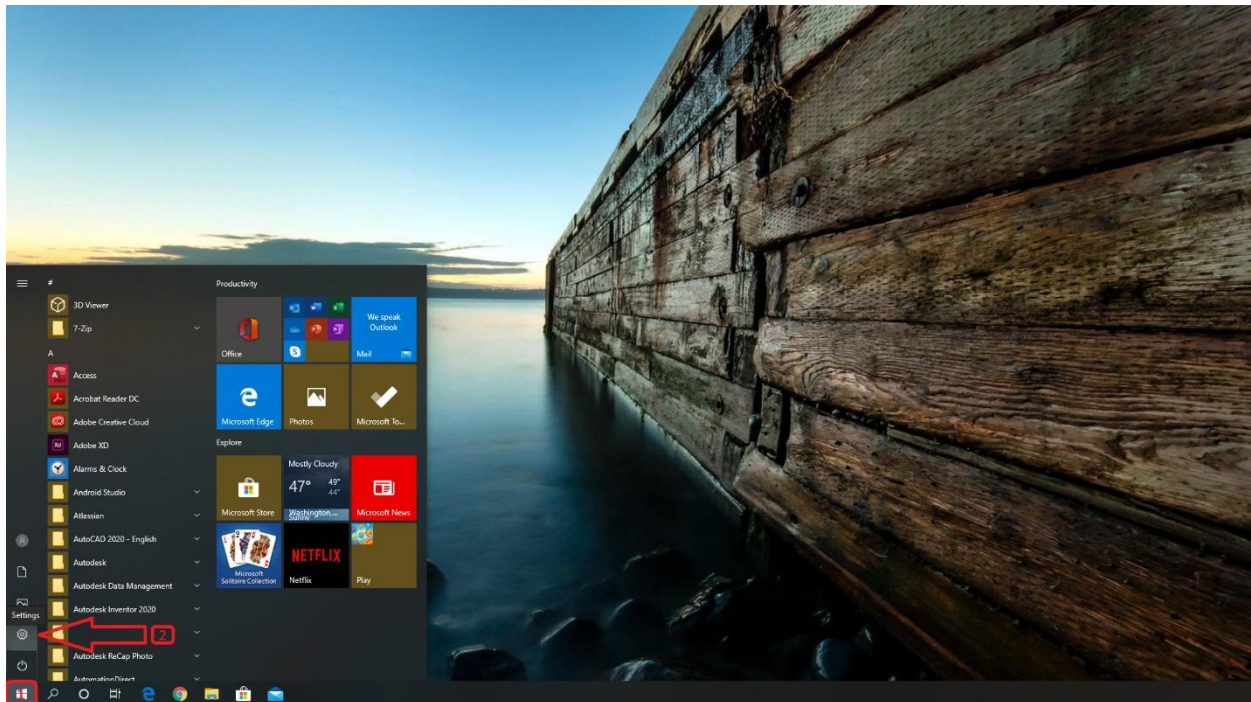 #
3D Viewer
7-Zip
A
Access
Acrobat Reader DC
Adobe Creative Cloud
Adobe XD
Alarms & Clock
Android Studio
Atlassian
AutoCAD 2020 - English
Autodesk
Autodesk Data Management
Autodesk Inventor 2020
Autodesk ReCap Photo
AutomationDirect
Settings
2
Productivity
Office
We speak
Outlook
Mail
Microsoft Edge
Photos
Microsoft To...
Explore
Microsoft Store
Mostly Cloudy
47° 49°
44°
Washington,...
Sunny
Microsoft News
Microsoft
Solitaire Collection
NETFLIX
Netflix
Play